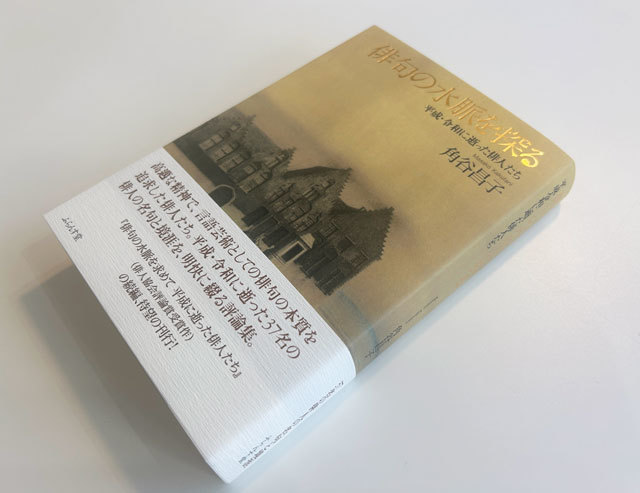 俳句の水脈を探る
平成・令和に逝った俳人たち
Masako Kakutani
角谷昌子
高邁な精神で、言語芸術としての俳句の本質を
追求した俳人たち。平成・令和に逝った37名の
俳人の名句と境涯を、明快に綴る評論集。
『俳句の水脈を求めて 平成に逝った俳人たち』
(俳人協会評論賞受賞作)
の続編、待望の刊行!
ふらんす堂